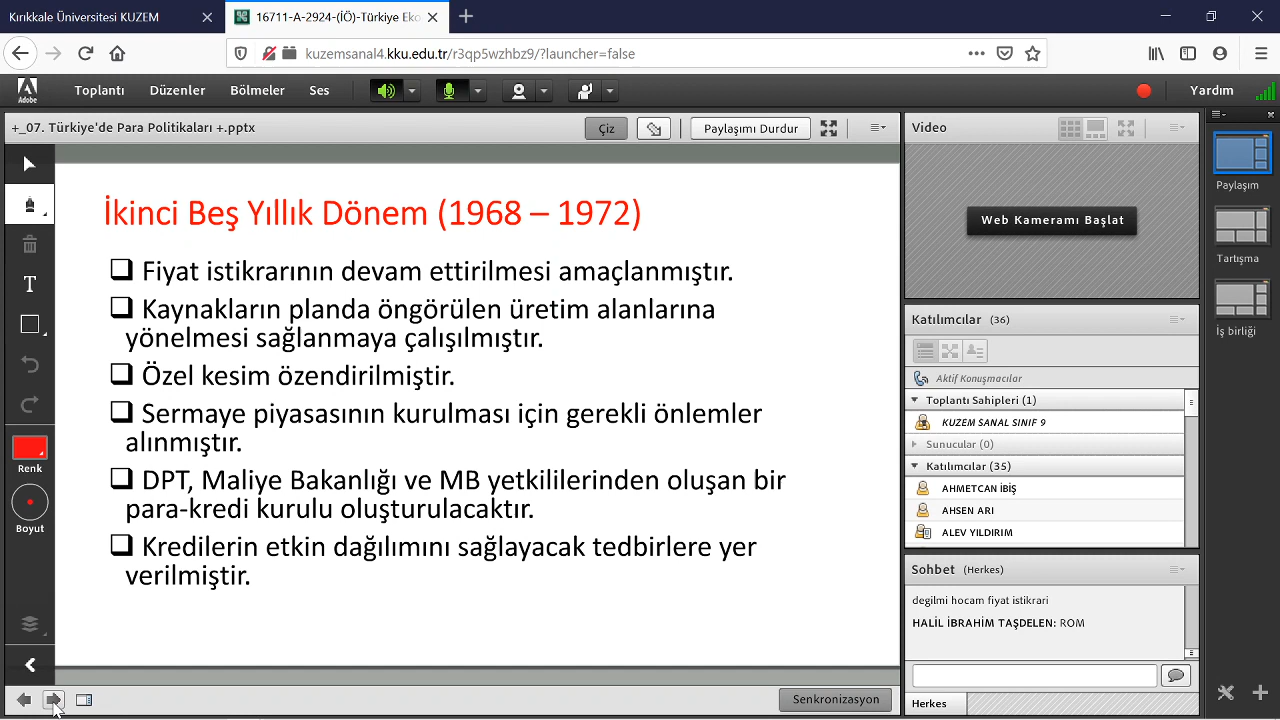 Kırıkkale Üniversitesi KUZEM
16711-A-2924-(İÖ)-Türkiye Eko
kuzemsanal4.kku.edu.tr/r3qp5wzhbz9/?launcher=false
Adobe
Toplantı
Düzenler
Bölmeler
Ses
Yardım
+_07. Türkiye'de Para Politikaları +.pptx
Çiz
Paylaşımı Durdur
İkinci Beş Yıllık Dönem (1968 – 1972)
Fiyat istikrarının devam ettirilmesi amaçlanmıştır.
Kaynakların planda öngörülen üretim alanlarına
yönelmesi sağlanmaya çalışılmıştır.
Özel kesim özendirilmiştir.
Sermaye piyasasının kurulması için gerekli önlemler
alınmıştır.
DPT, Maliye Bakanlığı ve MB yetkililerinden oluşan bir
para-kredi kurulu oluşturulacaktır.
Kredilerin etkin dağılımını sağlayacak tedbirlere yer
verilmiştir.
T
Renk
Boyut
Senkronizasyon
Video
Web Kameramı Başlat
Katılımcılar (36)
Aktif Konuşmacılar
Toplantı Sahipleri (1)
KUZEM SANAL SINIF 9
Sunucular (0)
Katılımcılar (35)
AHMETCAN İBİŞ
AHSEN ARI
ALEV YILDIRIM
Sohbet (Herkes)
degilmi hocam fiyat istikrari
HALİL İBRAHİM TAŞDELEN: ROM
Herkes
Paylaşım
Tartışma
İş birliği